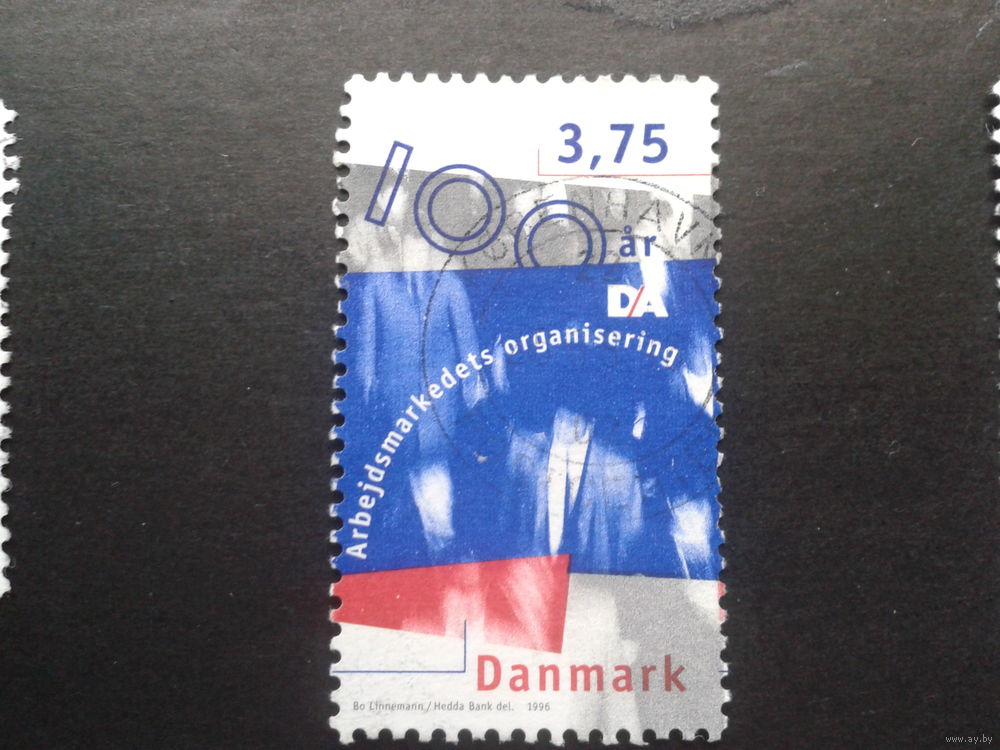 3,75
100 år
DA
Arbejdsmarkedets organisering
Danmark
Bo Linnemann / Hedda Bank del. 1996
www.ay.by